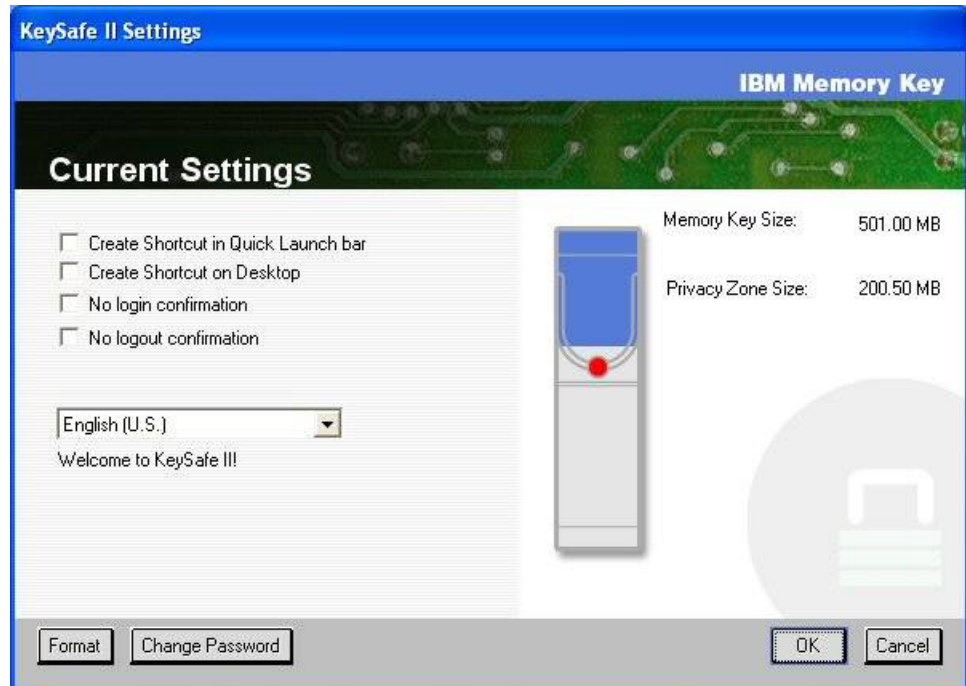 KeySafe II Settings
IBM Memory Key
Current Settings
Create Shortcut in Quick Launch bar
Create Shortcut on Desktop
No login confirmation
No logout confirmation
English (U.S.)
Welcome to KeySafe II!
Memory Key Size: 501.00 MB
Privacy Zone Size: 200.50 MB
Format
Change Password
OK
Cancel